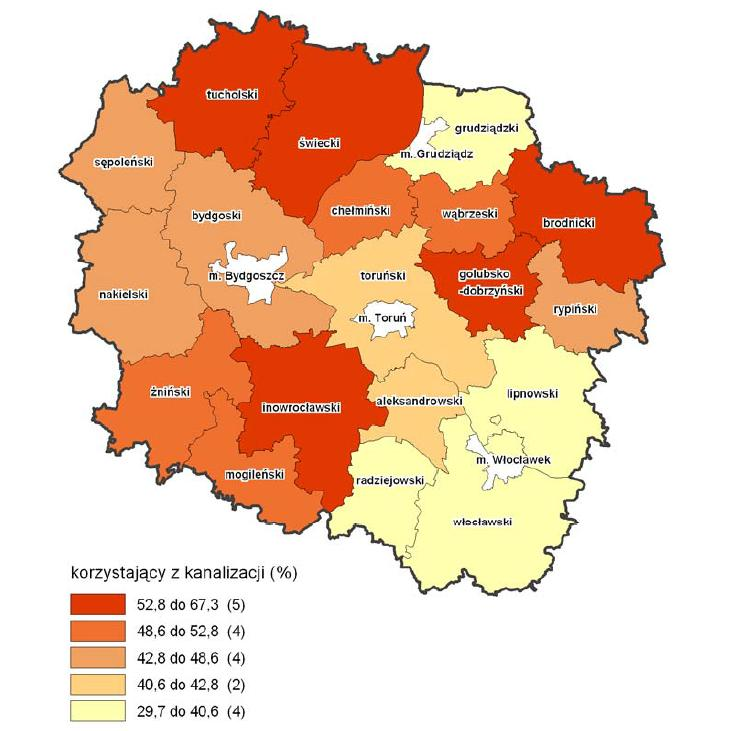 tucholski
świecki
grudziądzki
m. Grudziądz
sępoleński
chełmiński
wąbrzeski
bydgoski
brodnicki
m. Bydgoszcz
toruński
golubsko
-dobrzyński
nakielski
rypiński
m. Toruń
żniński
lipnowski
aleksandrowski
inowrocławski
m. Włocławek
mogileński
radziejowski
włocławski
korzystający z kanalizacji (%)
52,8 do 67,3 (5)
48,6 do 52,8 (4)
42,8 do 48,6 (4)
40,6 do 42,8 (2)
29,7 do 40,6 (4)